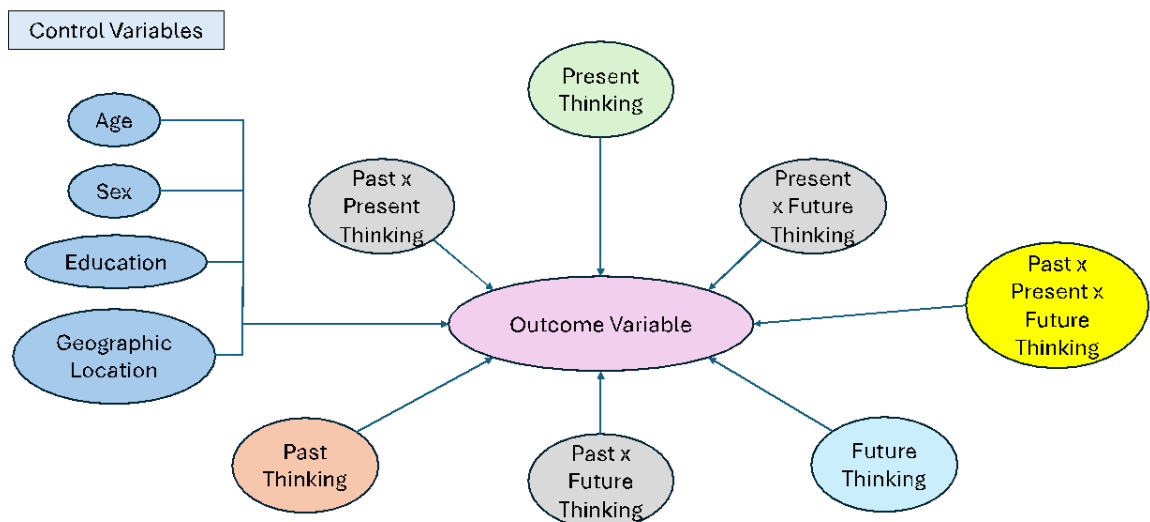 Control Variables
Age
Sex
Education
Geographic
Location
Present
Thinking
Past x
Present
Thinking
Present
x Future
Thinking
Past x
Present x
Future
Thinking
Outcome Variable
Past
Thinking
Past x
Future
Thinking
Future
Thinking